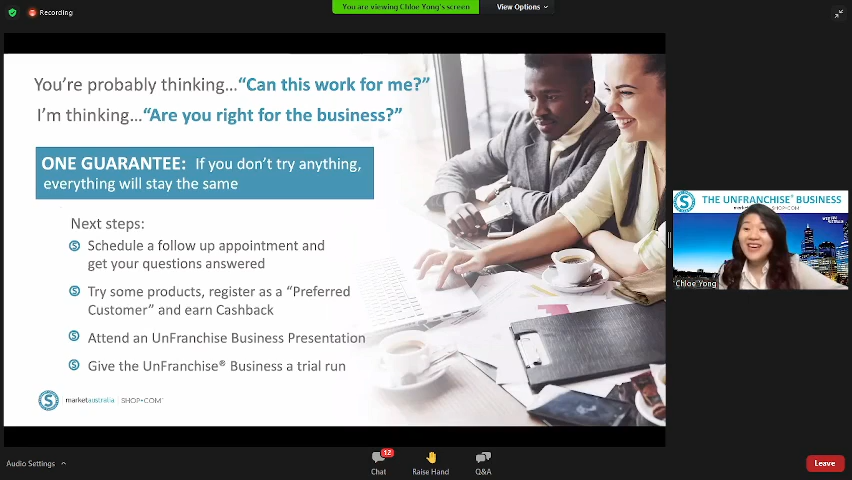 Recording
You are viewing Chloe Yong's screen
View Options
You're probably thinking…"Can this work for me?"
I'm thinking…"Are you right for the business?"
ONE GUARANTEE: If you don't try anything,
everything will stay the same
Next steps:
Schedule a follow up appointment and
get your questions answered
Try some products, register as a "Preferred
Customer" and earn Cashback
Attend an UnFranchise Business Presentation
Give the UnFranchise® Business a trial run
marketaustralia | SHOP•COM
THE UNFRANCHISE® BUSINESS
SHOP•COM
Chloe Yong
Audio Settings
12
Chat
Raise Hand
Q&A
Leave